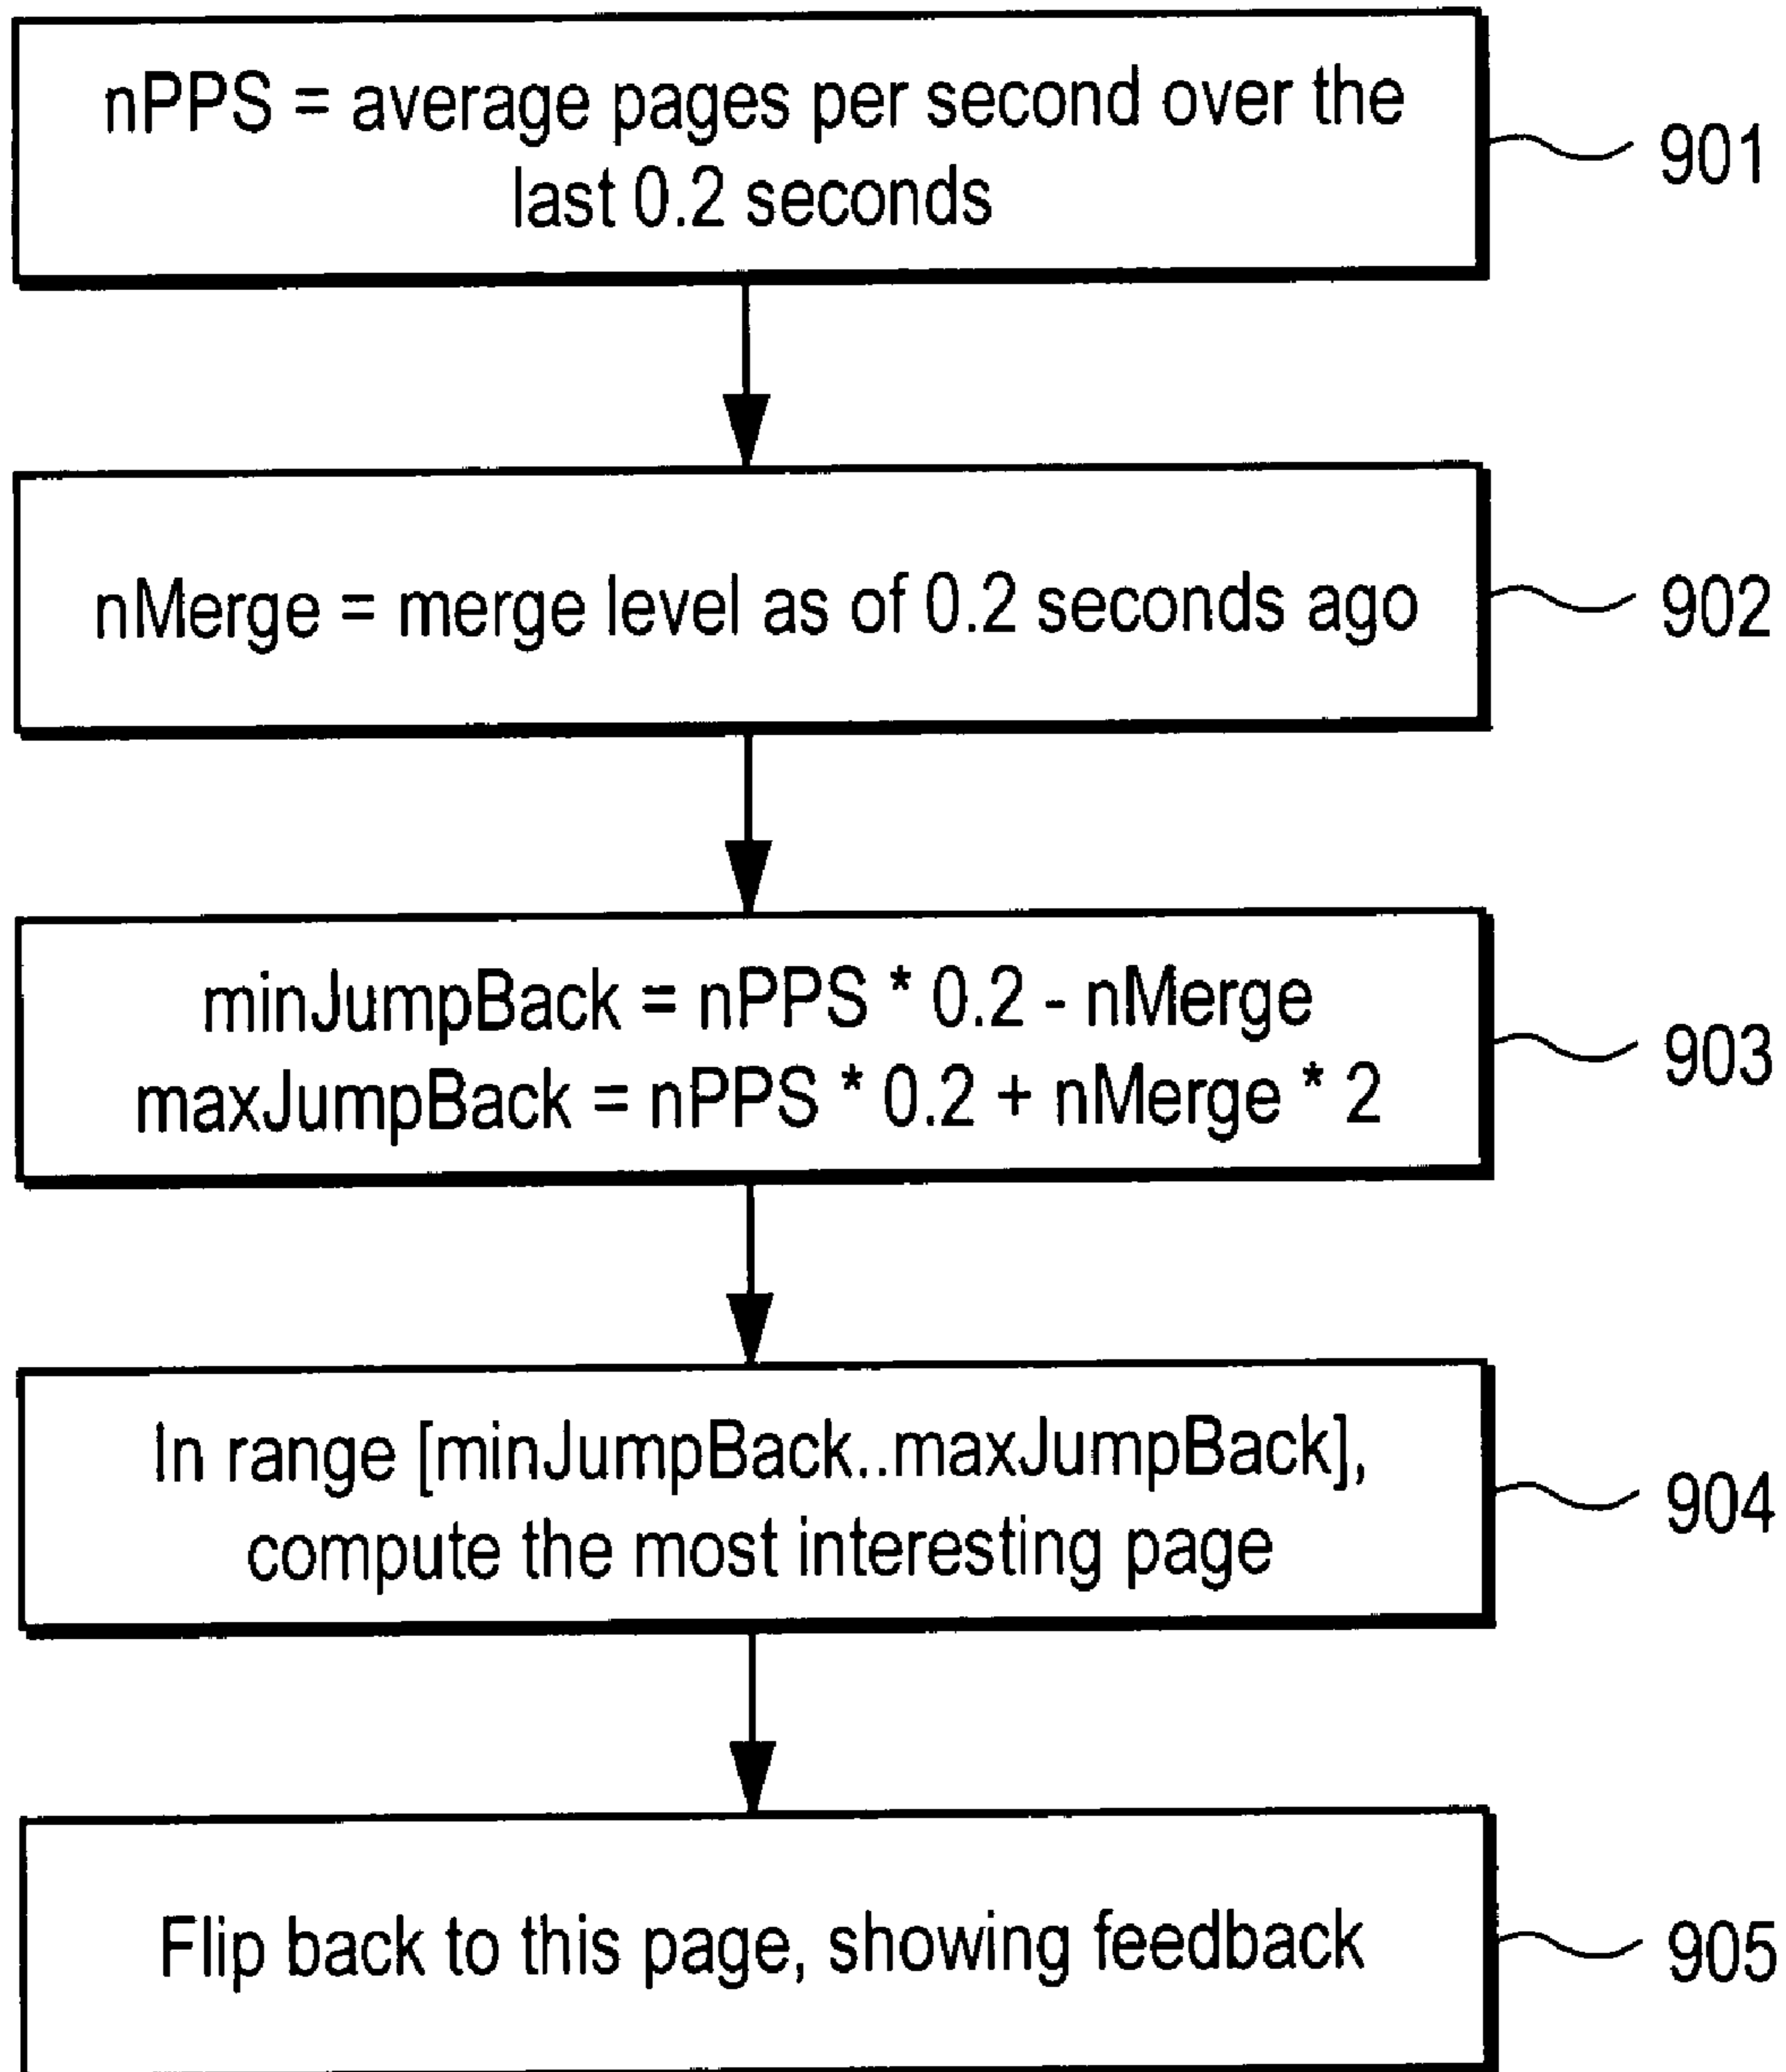 nPPS = average pages per second over the
last 0.2 seconds
901
nMerge = merge level as of 0.2 seconds ago
902
minJumpBack = nPPS * 0.2 - nMerge
maxJumpBack = nPPS * 0.2 + nMerge * 2
903
In range [minJumpBack..maxJumpBack],
compute the most interesting page
904
Flip back to this page, showing feedback
905